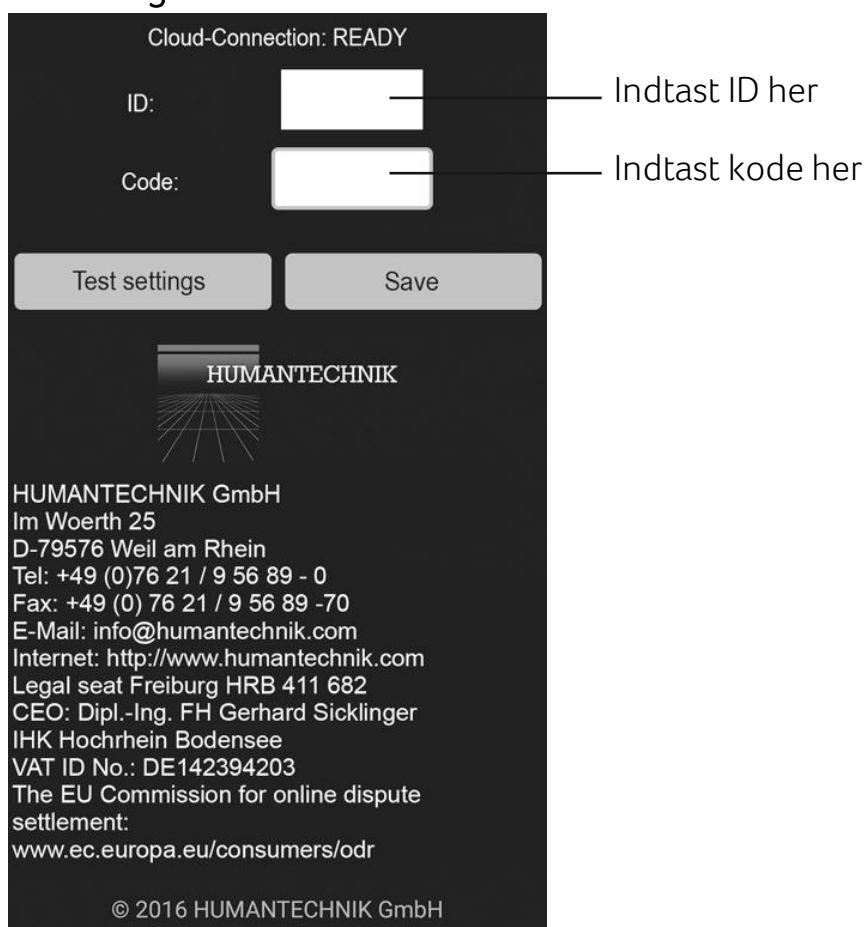 Cloud-Connection: READY
ID:
Indtast ID her
Code:
Indtast kode her
Test settings
Save
HUMANTECHNIK
HUMANTECHNIK GmbH
Im Woerth 25
D-79576 Weil am Rhein
Tel: +49 (0)76 21 / 9 56 89 - 0
Fax: +49 (0) 76 21 / 9 56 89 -70
E-Mail: info@humantechnik.com
Internet: http://www.humantechnik.com
Legal seat Freiburg HRB 411 682
CEO: Dipl.-Ing. FH Gerhard Sicklinger
IHK Hochrhein Bodensee
VAT ID No.: DE142394203
The EU Commission for online dispute
settlement:
www.ec.europa.eu/consumers/odr
© 2016 HUMANTECHNIK GmbH